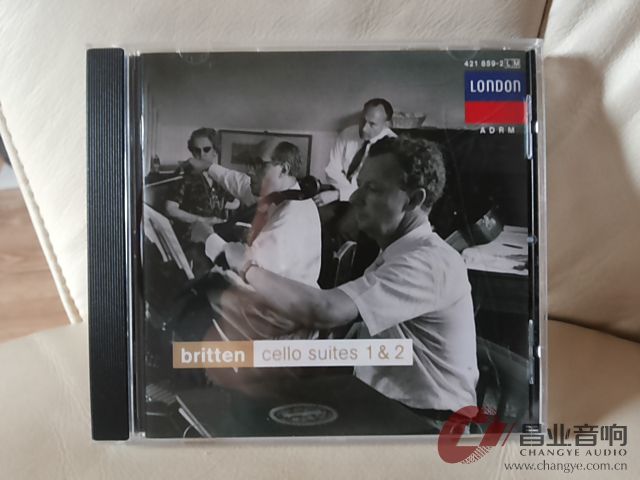 421 859-2 LM
LONDON
ADRM
britten cello suites 1 & 2
昌业音响
CHANGYE AUDIO
www.changye.com